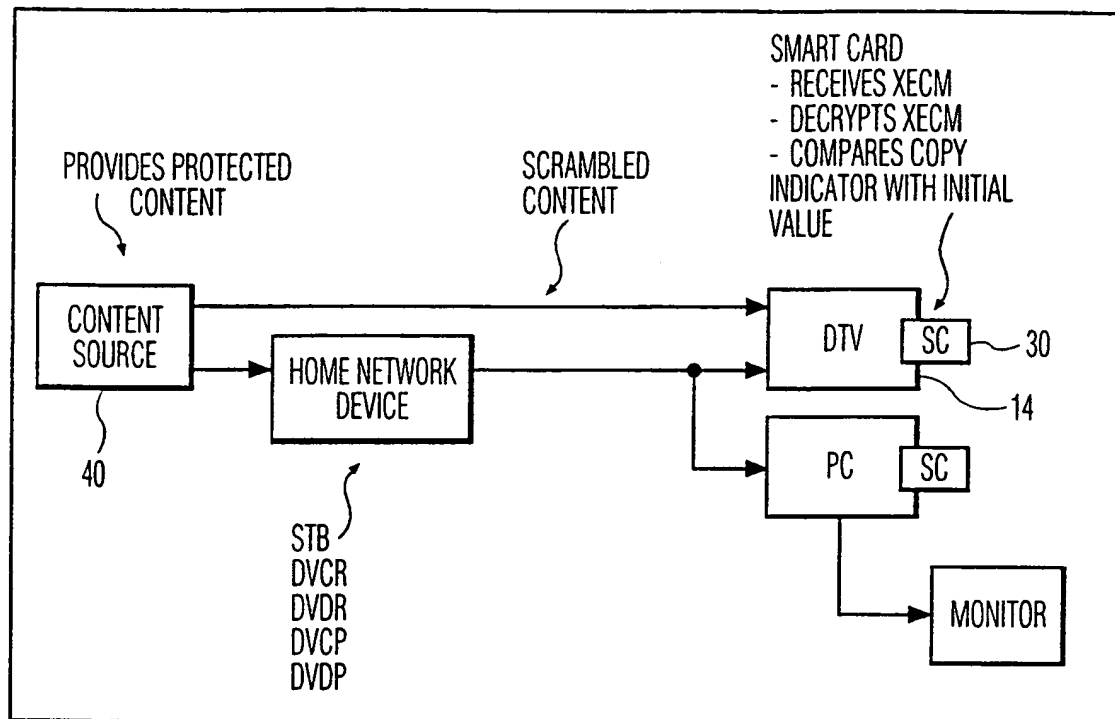 SMART CARD
- RECEIVES XECM
- DECRYPTS XECM
- COMPARES COPY
INDICATOR WITH INITIAL
VALUE
PROVIDES PROTECTED
CONTENT
SCRAMBLED
CONTENT
CONTENT
SOURCE
40
HOME NETWORK
DEVICE
DTV
SC
30
14
PC
SC
STB
DVCR
DVDR
DVCP
DVDP
MONITOR